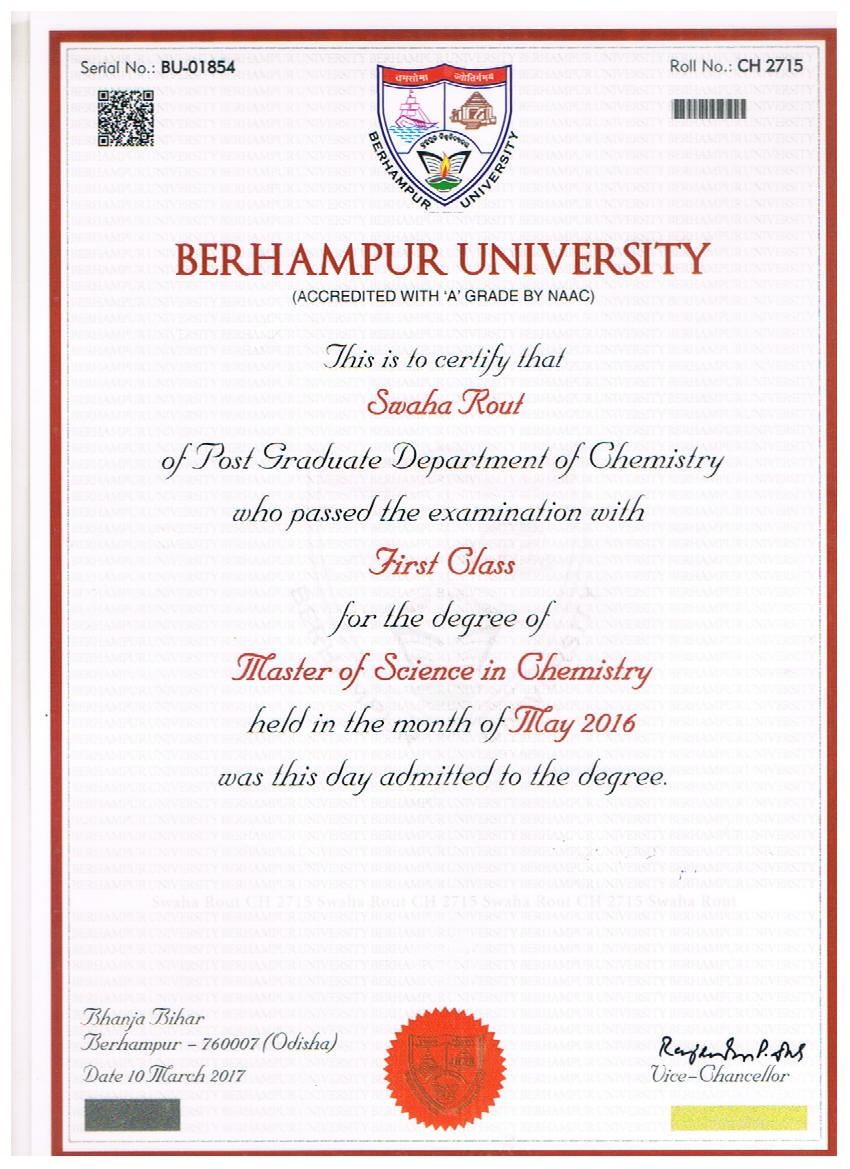 Serial No.: BU-01854
Roll No.: CH 2715
तमसोमा ज्योतिर्गमय
BERHAMPUR UNIVERSITY
BERHAMPUR UNIVERSITY
(ACCREDITED WITH ‘A’ GRADE BY NAAC)
This is to certify that
Swaha Rout
of Post Graduate Department of Chemistry
who passed the examination with
First Class
for the degree of
Master of Science in Chemistry
held in the month of May 2016
was this day admitted to the degree.
Swaha Rout CH 2715 Swaha Rout CH 2715 Swaha Rout CH 2715 Swaha Rout
Bhanja Bihar
Berhampur – 760007 (Odisha)
Date 10 March 2017
Vice-Chancellor